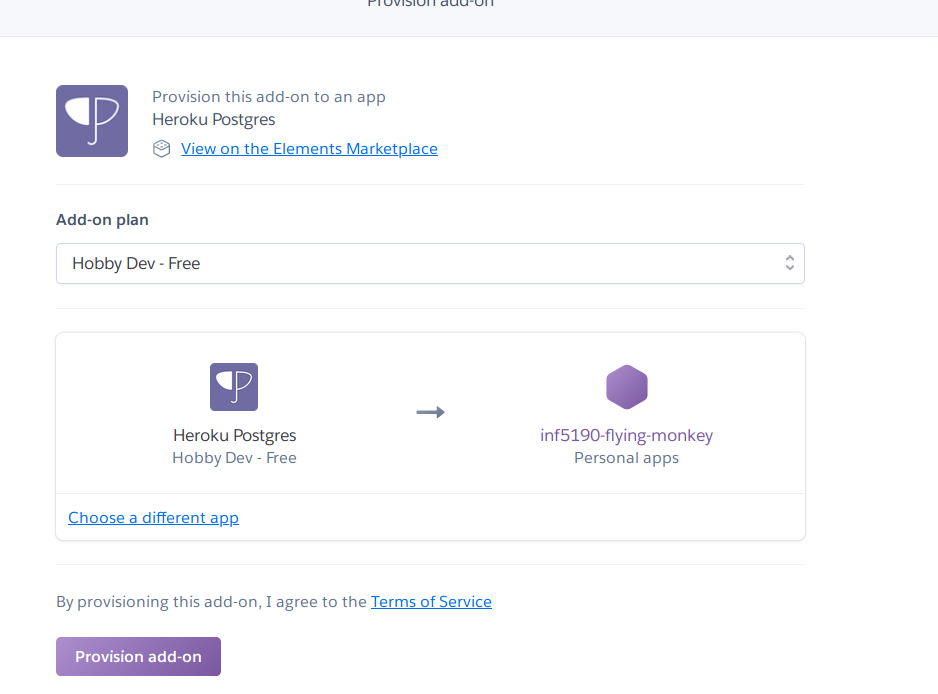 Provision add-on
Provision this add-on to an app
Heroku Postgres
View on the Elements Marketplace
Add-on plan
Hobby Dev - Free
Heroku Postgres
Hobby Dev - Free
inf5190-flying-monkey
Personal apps
Choose a different app
By provisioning this add-on, I agree to the Terms of Service
Provision add-on